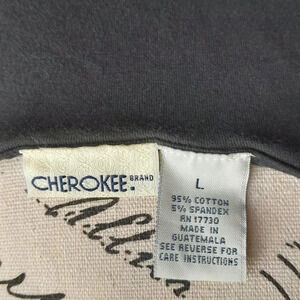 CHEROKEE. BRAND
L
95% COTTON
5% SPANDEX
RN 17730
MADE IN
GUATEMALA
SEE REVERSE FOR
CARE INSTRUCTIONS